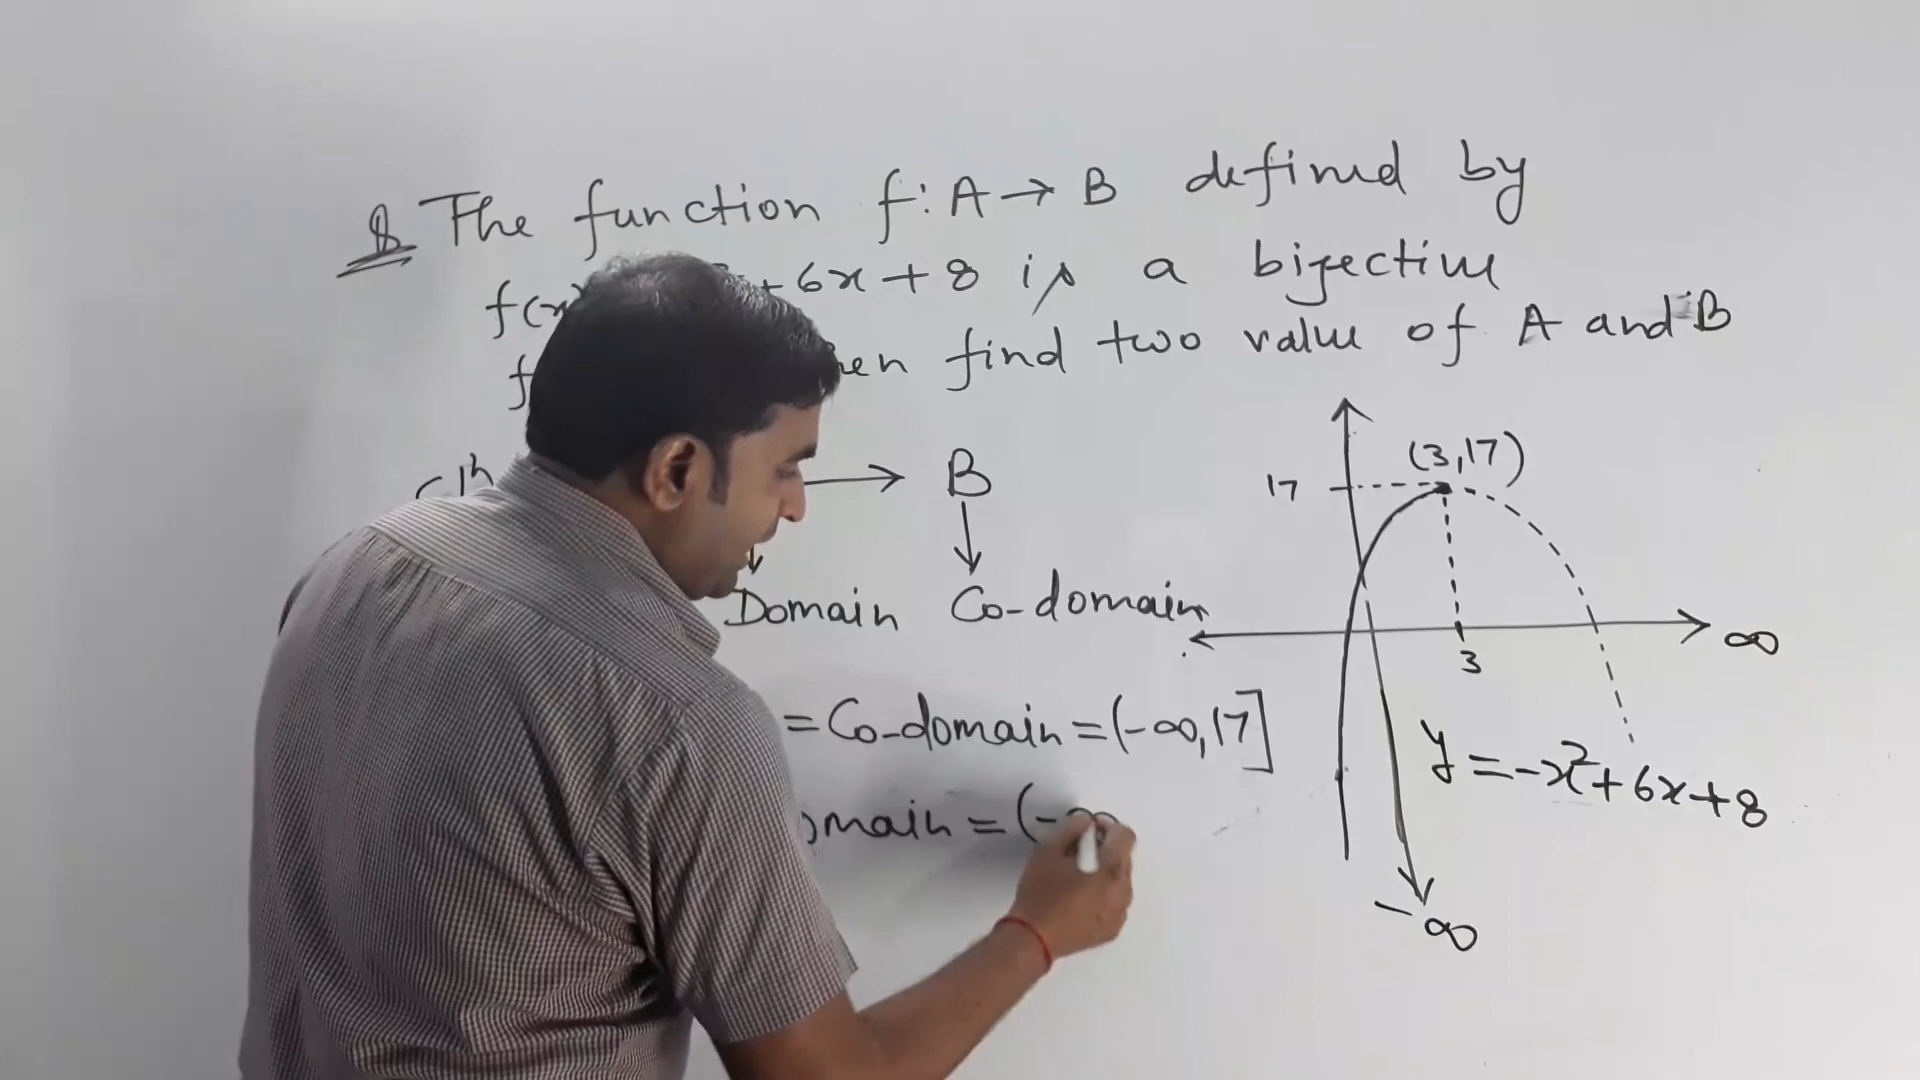 Q The function f: A → B defined by
f(x + 6x + 8 is a bijective
f en find two value of A and B
→ B
(3,17)
17
Domain Co-domain
∞
3
= Co-domain = (-∞, 17]
y = -x² + 6x + 8
omain = (-∞
-∞